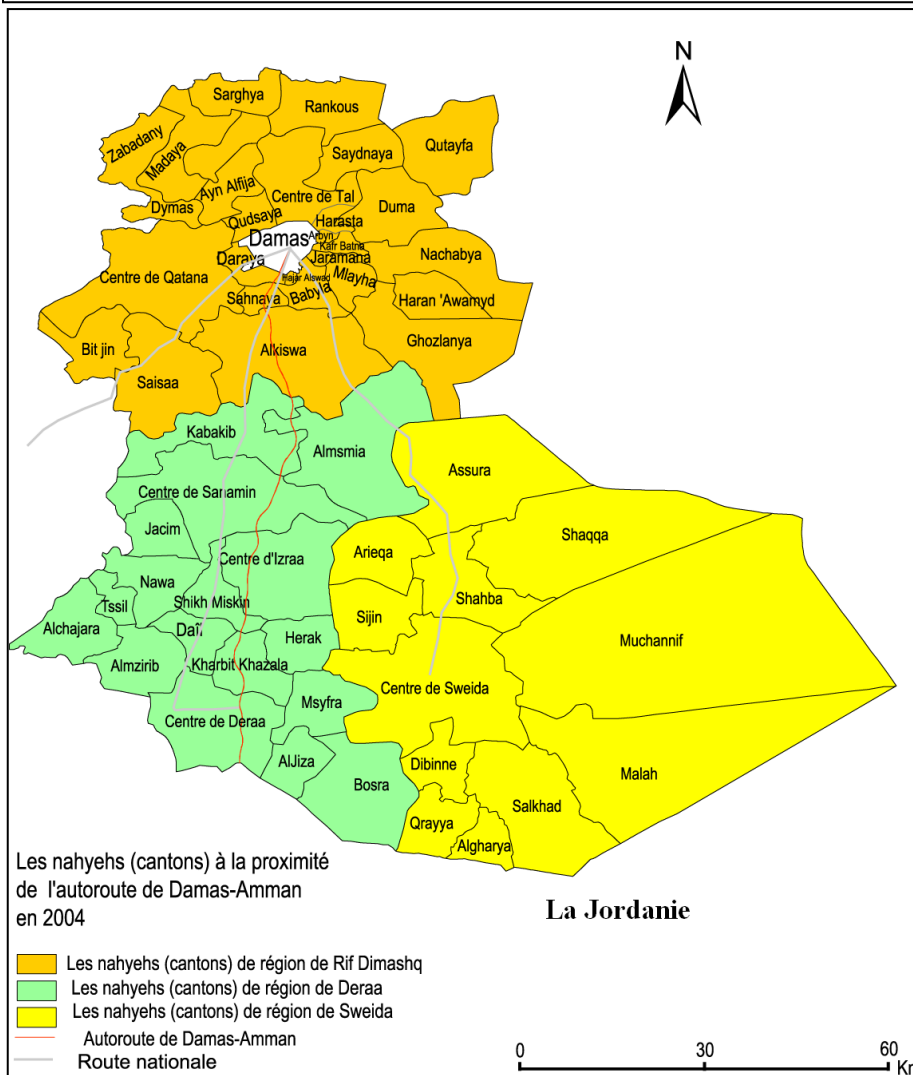 N
Sarghya
Rankous
Zabadany
Madaya
Saydnaya
Qutayfa
Ayn Alfija
Centre de Tal
Dymas
Qudsaya
Harasta
Duma
Damas
Arbyn
Kafr Batna
Daraya
Jaramana
Nachabya
Centre de Qatana
Hajar Alswad
Mlayha
Sahnaya
Babyla
Haran 'Awamyd
Bit jin
Alkiswa
Ghozlanya
Saisaa
Kabakib
Almsmia
Assura
Centre de Sanamin
Jacim
Shaqqa
Centre d'Izraa
Arieqa
Nawa
Tssil
Shikh Miskin
Shahba
Sijin
Alchajara
Daîl
Herak
Muchannif
Almzirib
Kharbit Khazala
Centre de Sweida
Msyfra
Centre de Deraa
AlJiza
Dibinne
Malah
Bosra
Salkhad
Qrayya
Algharya
Les nahyehs (cantons) à la proximité
de l'autoroute de Damas-Amman
en 2004
La Jordanie
Les nahyehs (cantons) de région de Rif Dimashq
Les nahyehs (cantons) de région de Deraa
Les nahyehs (cantons) de région de Sweida
Autoroute de Damas-Amman
Route nationale
0 30 60
Km